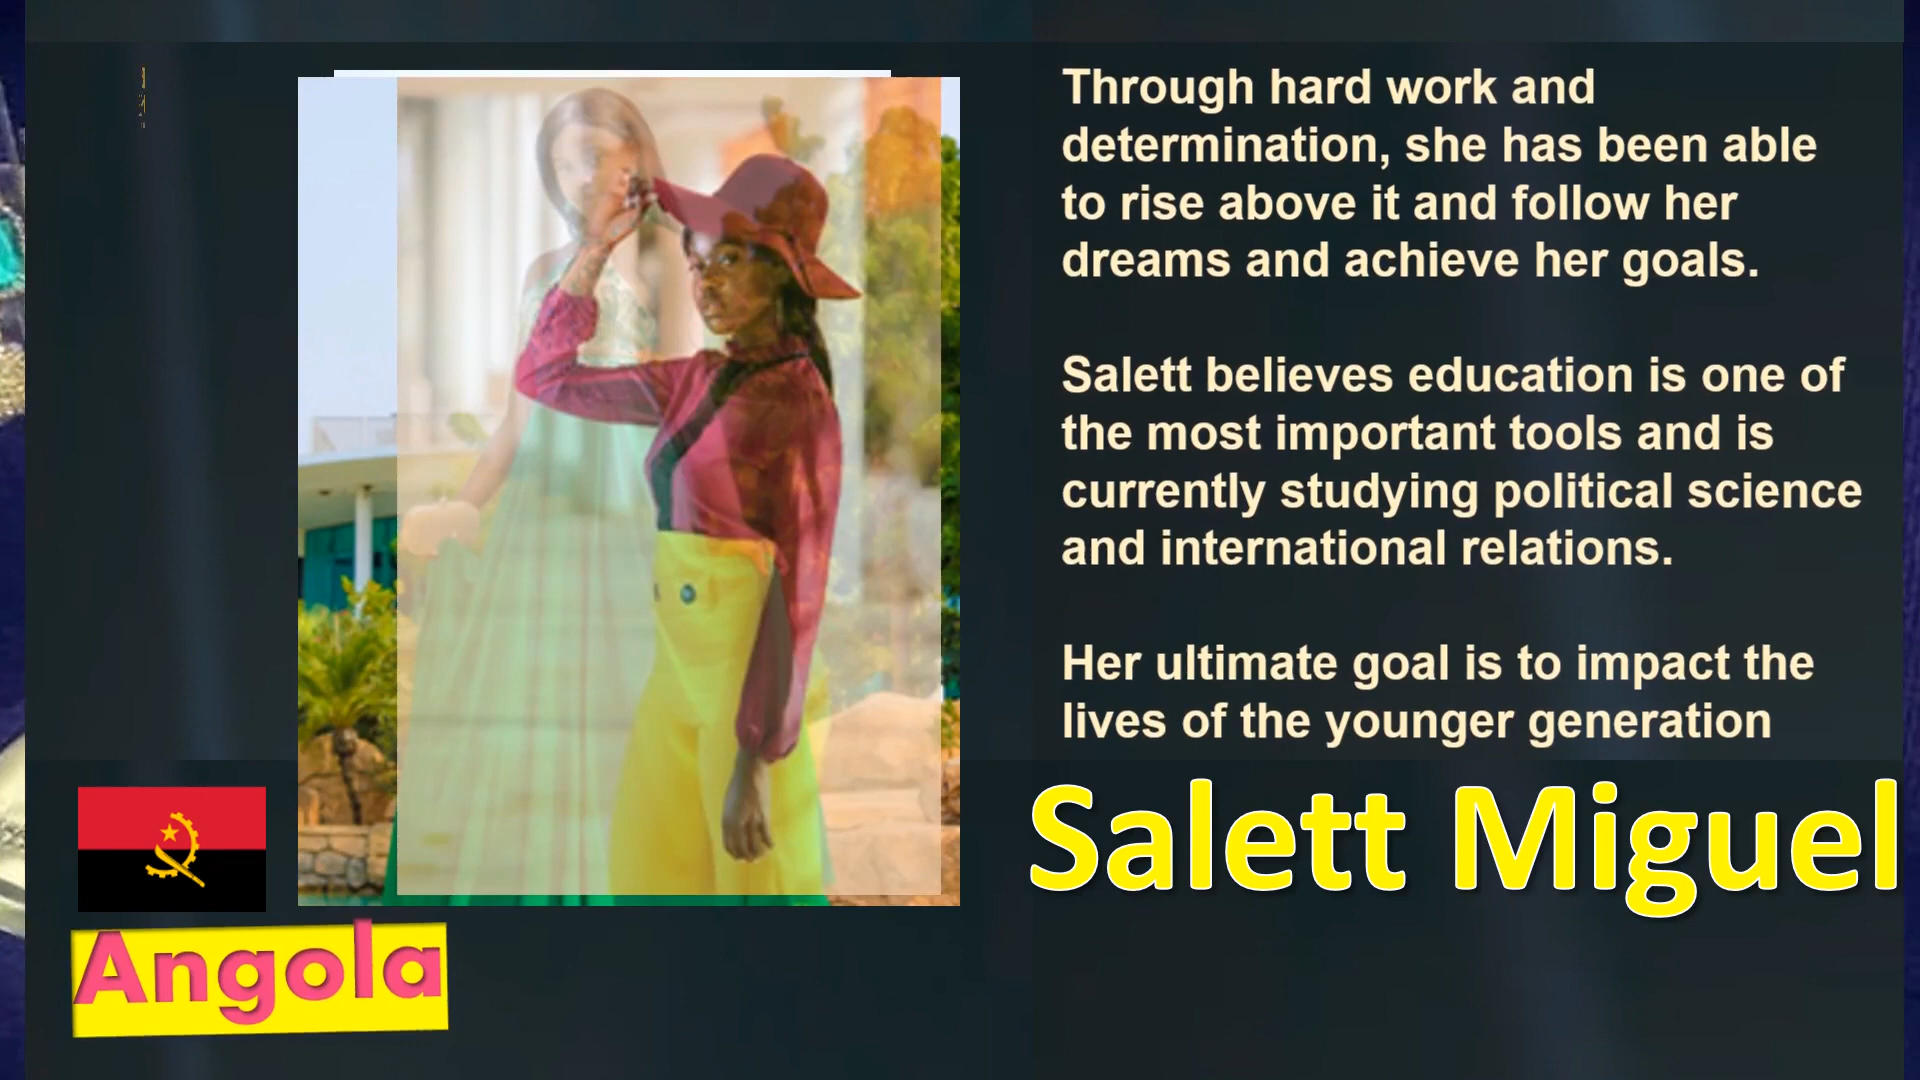 Through hard work and
determination, she has been able
to rise above it and follow her
dreams and achieve her goals.
Salett believes education is one of
the most important tools and is
currently studying political science
and international relations.
Her ultimate goal is to impact the
lives of the younger generation
Salett Miguel
Angola